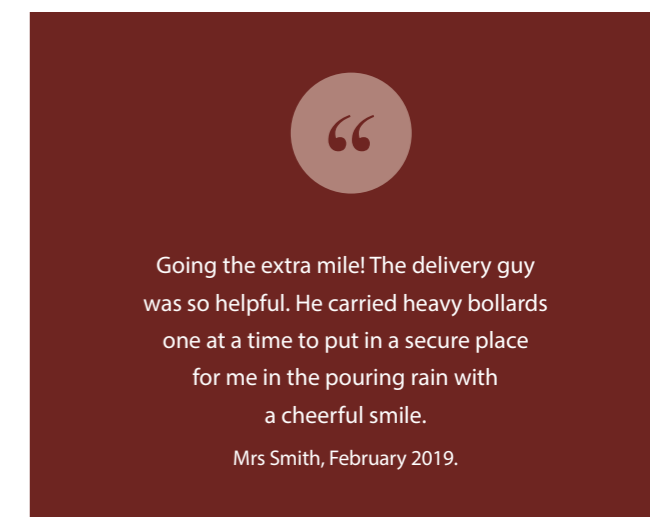 “
Going the extra mile! The delivery guy
was so helpful. He carried heavy bollards
one at a time to put in a secure place
for me in the pouring rain with
a cheerful smile.
Mrs Smith, February 2019.